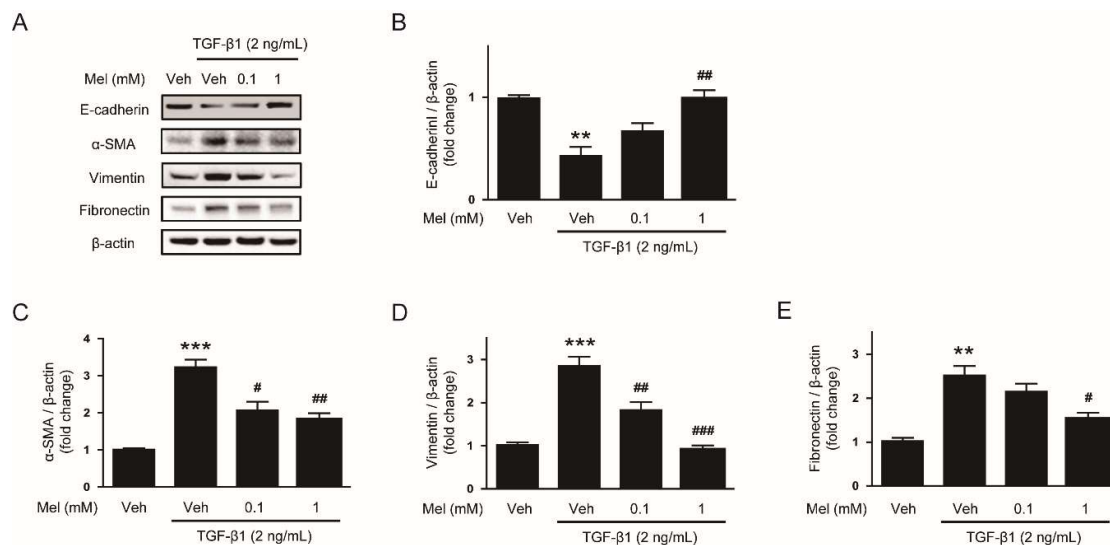 A
TGF-β1 (2 ng/mL)
Mel (mM) Veh Veh 0.1 1
E-cadherin
α-SMA
Vimentin
Fibronectin
β-actin
B
E-cadherinI / β-actin
(fold change)
1
0
**
##
Mel (mM) Veh Veh 0.1 1
TGF-β1 (2 ng/mL)
C
α-SMA / β-actin
(fold change)
4
3
2
1
0
***
#
##
Mel (mM) Veh Veh 0.1 1
TGF-β1 (2 ng/mL)
D
Vimentin / β-actin
(fold change)
3
2
1
0
***
##
###
Mel (mM) Veh Veh 0.1 1
TGF-β1 (2 ng/mL)
E
Fibronectin / β-actin
(fold change)
3
2
1
0
**
#
Mel (mM) Veh Veh 0.1 1
TGF-β1 (2 ng/mL)